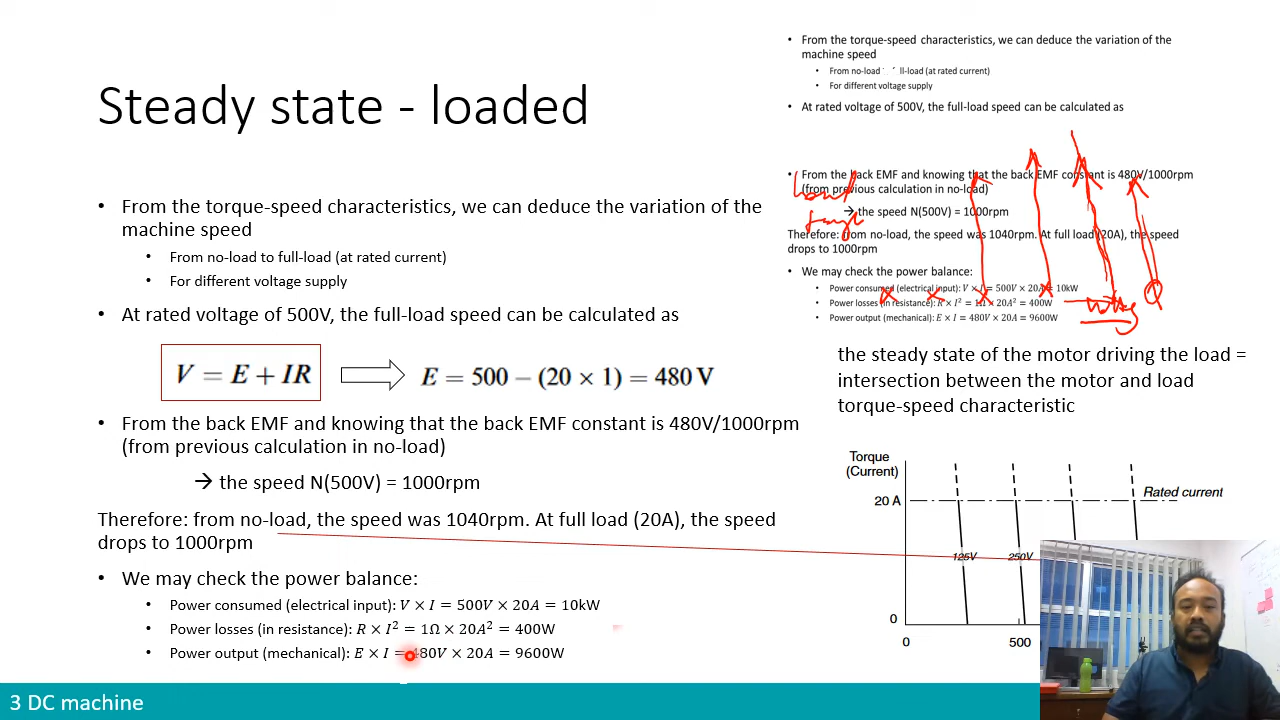 Steady state - loaded
• From the torque-speed characteristics, we can deduce the variation of the
machine speed
• From no-load to full-load (at rated current)
• For different voltage supply
• At rated voltage of 500V, the full-load speed can be calculated as
V = E + IR
E = 500 − (20 × 1) = 480 V
• From the back EMF and knowing that the back EMF constant is 480V/1000rpm
(from previous calculation in no-load)
→ the speed N(500V) = 1000rpm
Therefore: from no-load, the speed was 1040rpm. At full load (20A), the speed
drops to 1000rpm
• We may check the power balance:
• Power consumed (electrical input): V × I = 500V × 20A = 10kW
• Power losses (in resistance): R × I² = 1Ω × 20A² = 400W
• Power output (mechanical): E × I = 480V × 20A = 9600W
• From the torque-speed characteristics, we can deduce the variation of the
machine speed
• From no-load ll-load (at rated current)
• For different voltage supply
• At rated voltage of 500V, the full-load speed can be calculated as
• From the back EMF and knowing that the back EMF constant is 480V/1000rpm
(from previous calculation in no-load)
→ the speed N(500V) = 1000rpm
Therefore: from no-load, the speed was 1040rpm. At full load (20A), the speed
drops to 1000rpm
• We may check the power balance:
• Power consumed (electrical input): V × I = 500V × 20A = 10kW
• Power losses (in resistance): R × I² = 1Ω × 20A² = 400W
• Power output (mechanical): E × I = 480V × 20A = 9600W
the steady state of the motor driving the load =
intersection between the motor and load
torque-speed characteristic
Torque
(Current)
20 A
Rated current
125V
250V
0
0
500
3 DC machine